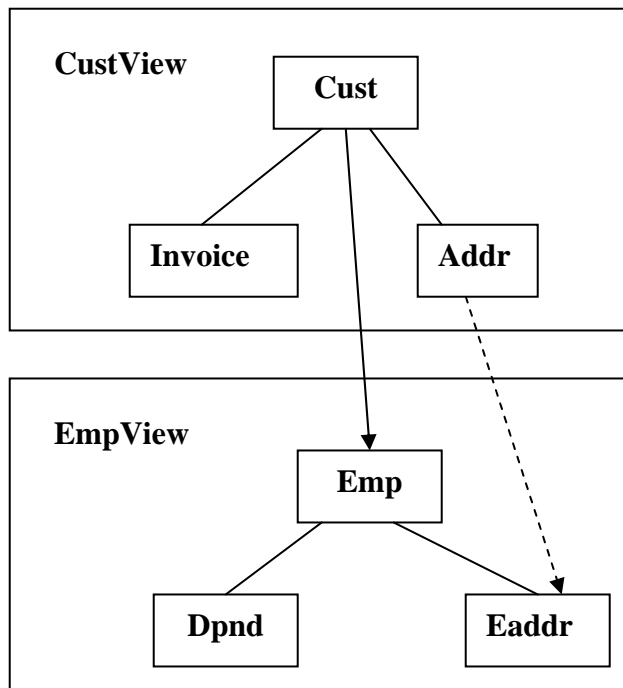 CustView
Cust
Invoice
Addr
EmpView
Emp
Dpnd
Eaddr